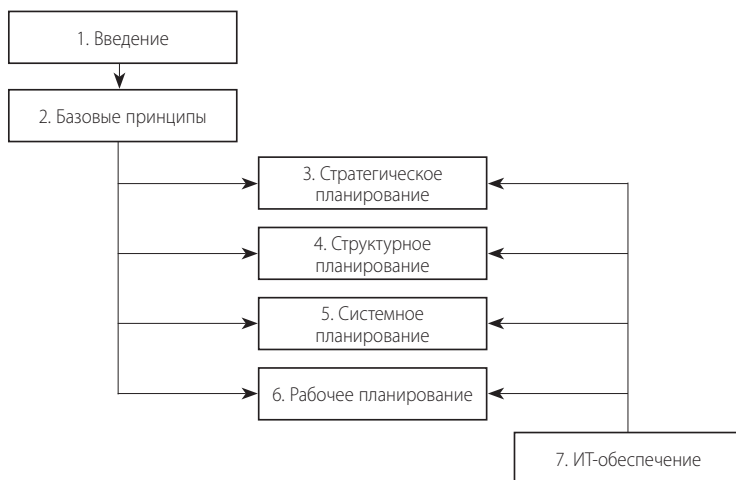 1. Введение
2. Базовые принципы
3. Стратегическое
планирование
4. Структурное
планирование
5. Системное
планирование
6. Рабочее планирование
7. ИТ-обеспечение